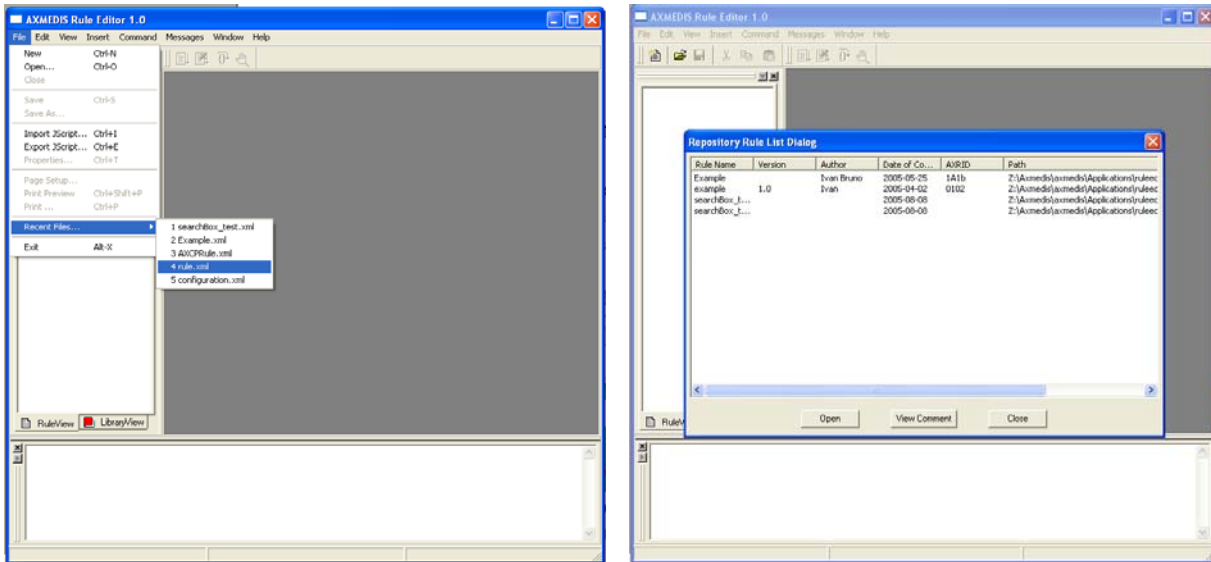 AXMEDIS Rule Editor 1.0
File Edit View Insert Command Messages Window Help
New Ctrl-N
Open... Ctrl-O
Close
Save Ctrl-S
Save As...
Import JScript... Ctrl+I
Export JScript... Ctrl+E
Properties... Ctrl+T
Page Setup...
Print Preview Ctrl+Shift+P
Print ... Ctrl+P
Recent Files...
1 searchBox_test.xml
2 Example.xml
3 AXCPRule.xml
4 rule.xml
5 configuration.xml
Exit Alt-X
RuleView LibraryView
AXMEDIS Rule Editor 1.0
File Edit View Insert Command Messages Window Help
Repository Rule List Dialog
Rule Name Version Author Date of Co... AXRID Path
Example Ivan Bruno 2005-05-25 1A1b Z:\Axmedis\axmedis\Applications\ruleec
example 1.0 Ivan 2005-04-02 0102 Z:\Axmedis\axmedis\Applications\ruleec
searchBox_t... 2005-08-08 Z:\Axmedis\axmedis\Applications\ruleec
searchBox_t... 2005-08-08 Z:\Axmedis\axmedis\Applications\ruleec
Open View Comment Close
RuleV